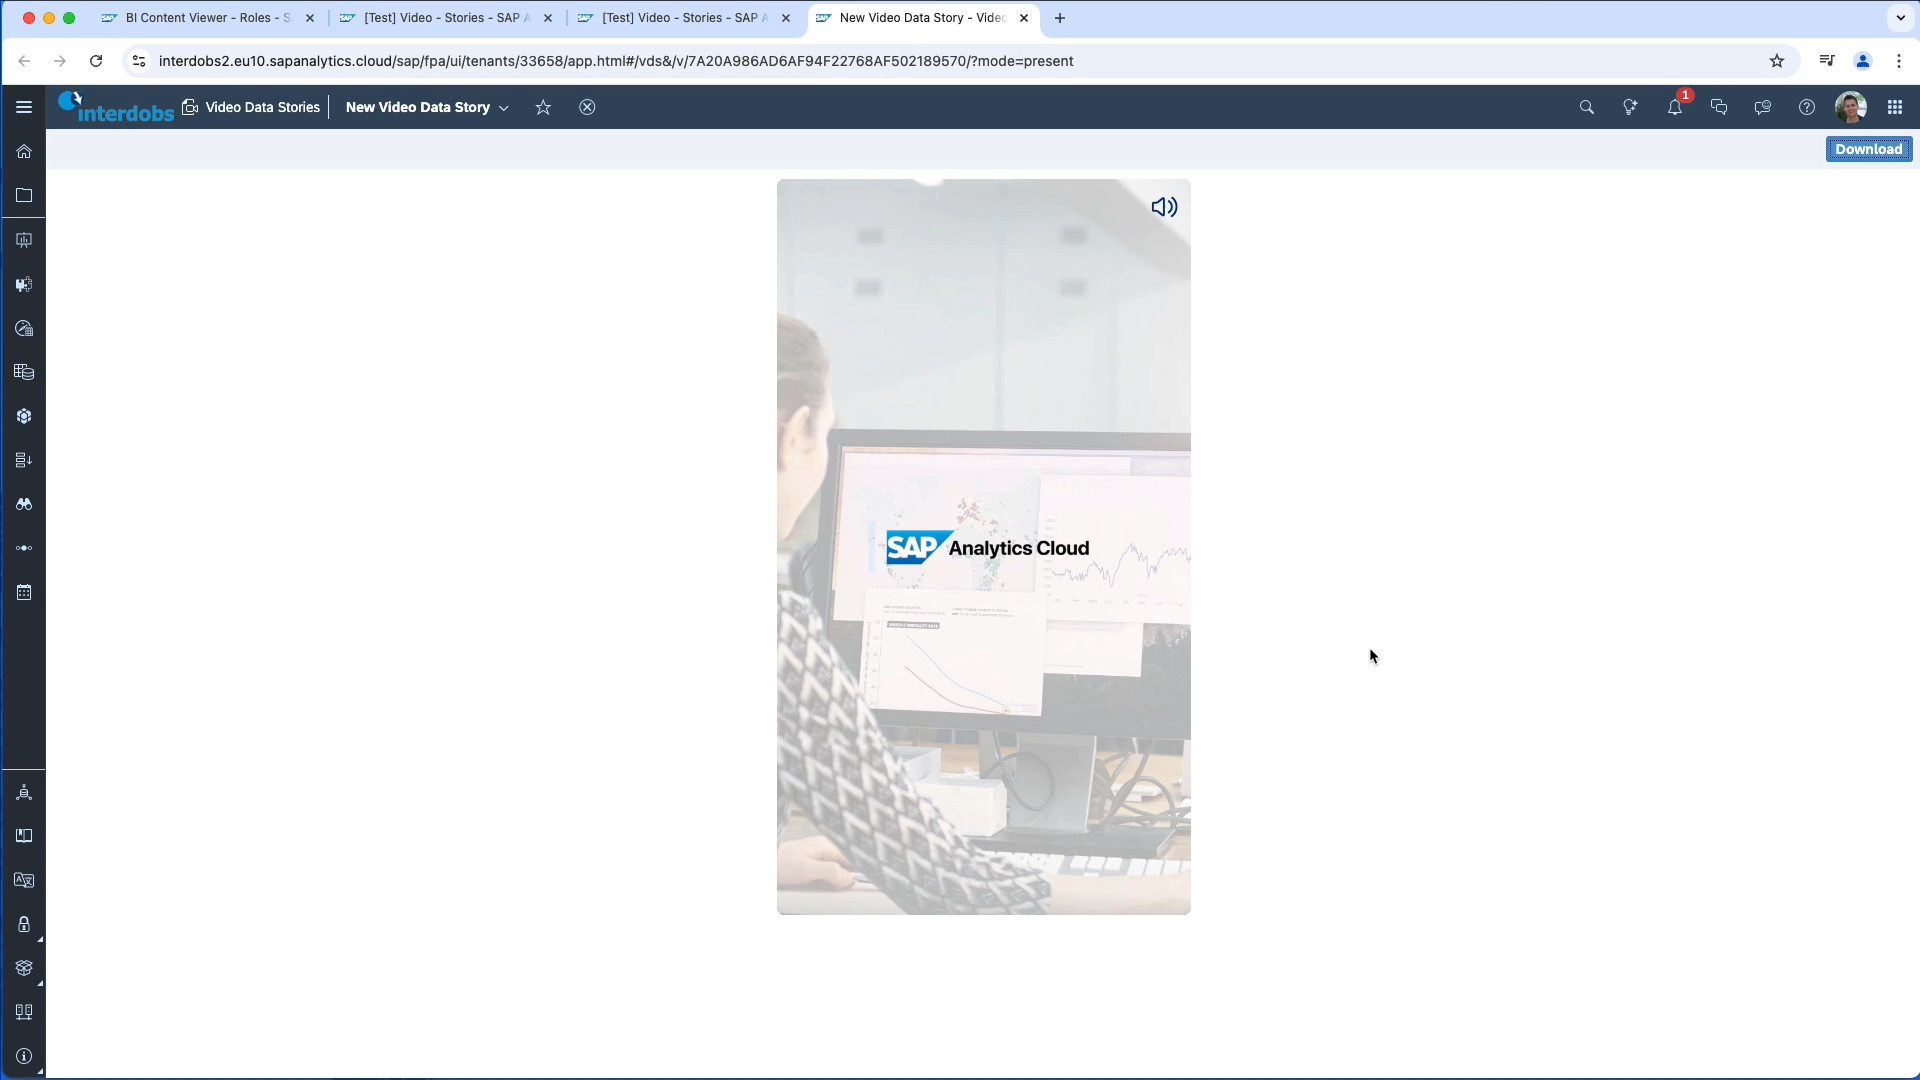 BI Content Viewer - Roles - S
[Test] Video - Stories - SAP A
[Test] Video - Stories - SAP A
New Video Data Story - Vide
interdobs2.eu10.sapanalytics.cloud/sap/fpa/ui/tenants/33658/app.html#/vds&/v/7A20A986AD6AF94F22768AF502189570/?mode=present
interdobs
Video Data Stories
New Video Data Story
1
Download
SAP Analytics Cloud